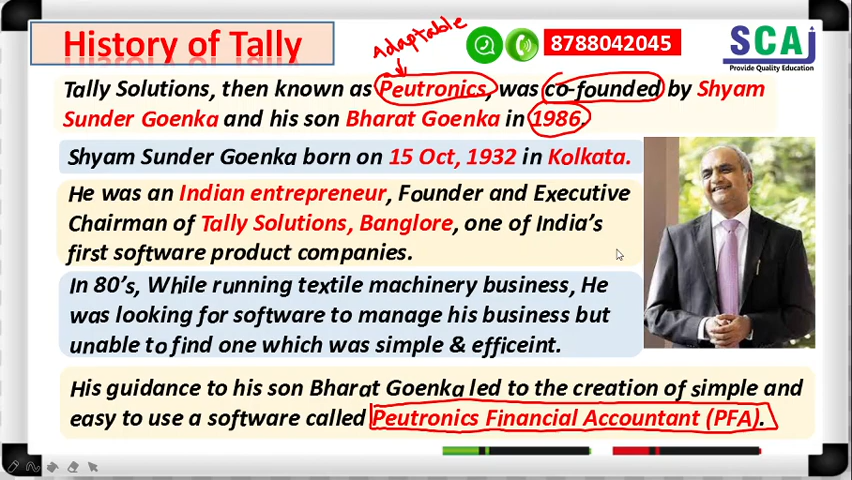 History of Tally
Adaptable
8788042045
SCA
Provide Quality Education
Tally Solutions, then known as Peutronics, was co-founded by Shyam
Sunder Goenka and his son Bharat Goenka in 1986.
Shyam Sunder Goenka born on 15 Oct, 1932 in Kolkata.
He was an Indian entrepreneur, Founder and Executive
Chairman of Tally Solutions, Banglore, one of India's
first software product companies.
In 80's, While running textile machinery business, He
was looking for software to manage his business but
unable to find one which was simple & efficeint.
His guidance to his son Bharat Goenka led to the creation of simple and
easy to use a software called Peutronics Financial Accountant (PFA).